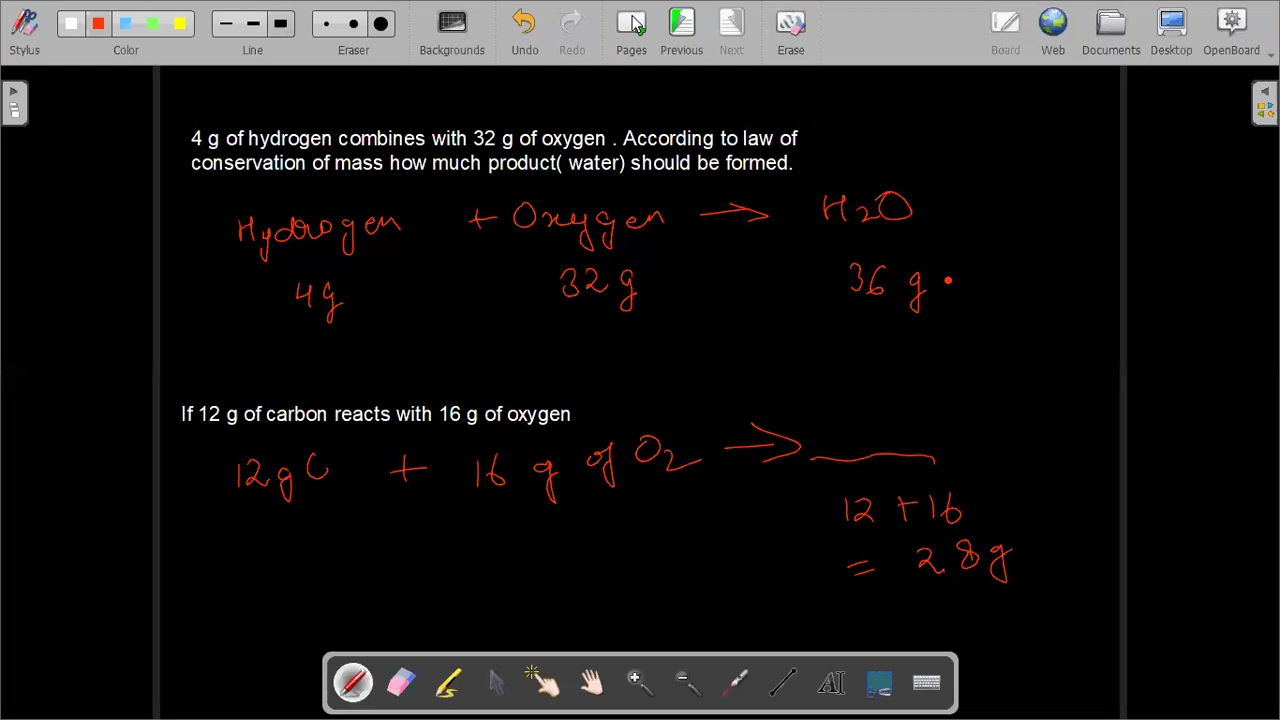 Stylus Color Line Eraser Backgrounds Undo Redo Pages Previous Next Erase Board Web Documents Desktop OpenBoard
4 g of hydrogen combines with 32 g of oxygen . According to law of
conservation of mass how much product( water) should be formed.
Hydrogen + Oxygen → H2O
4g 32 g 36 g .
If 12 g of carbon reacts with 16 g of oxygen
12g C + 16 g of O2 →
12 + 16
= 28g